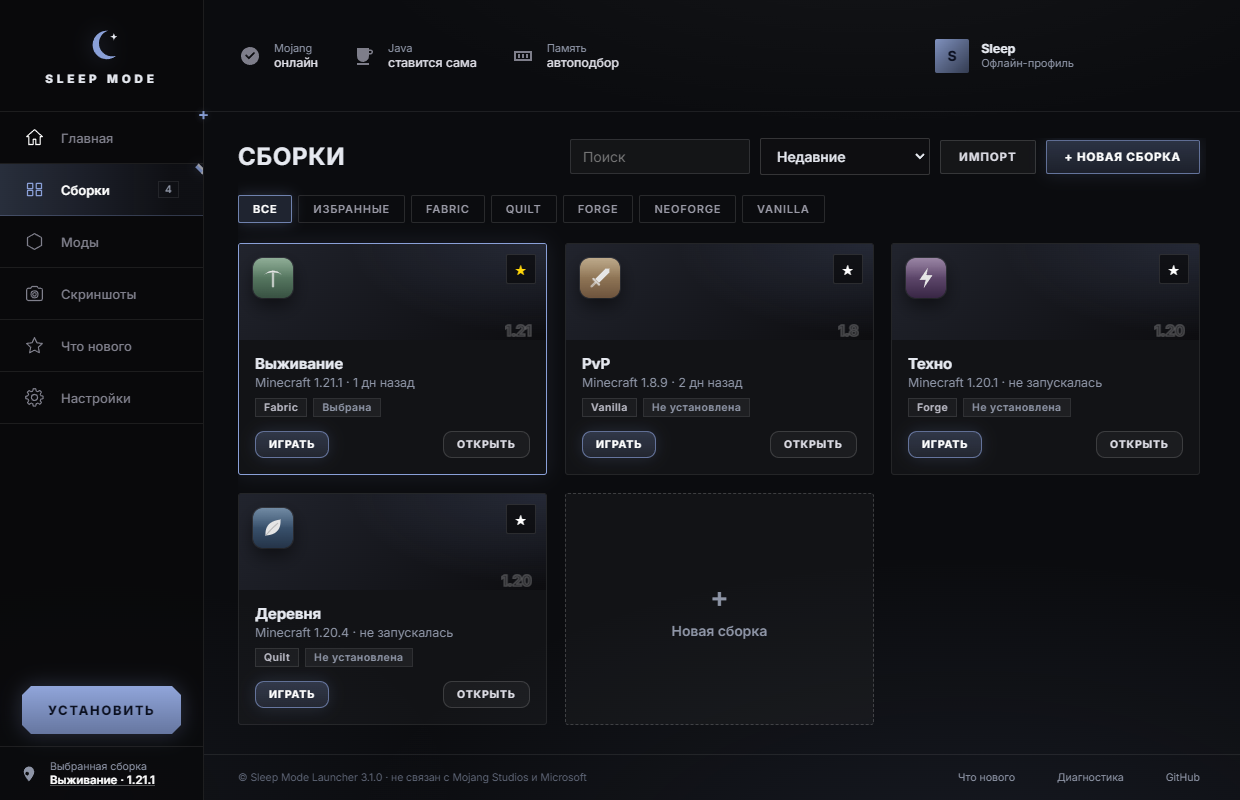 SLEEP MODE
Mojang
онлайн
Java
ставится сама
Память
автоподбор
S
Sleep
Офлайн-профиль
Главная
Сборки
4
Моды
Скриншоты
Что нового
Настройки
УСТАНОВИТЬ
Выбранная сборка
Выживание · 1.21.1
СБОРКИ
Поиск
Недавние
ИМПОРТ
+ НОВАЯ СБОРКА
ВСЕ
ИЗБРАННЫЕ
FABRIC
QUILT
FORGE
NEOFORGE
VANILLA
1.21
Выживание
Minecraft 1.21.1 · 1 дн назад
Fabric
Выбрана
ИГРАТЬ
ОТКРЫТЬ
1.8
PvP
Minecraft 1.8.9 · 2 дн назад
Vanilla
Не установлена
ИГРАТЬ
ОТКРЫТЬ
1.20
Техно
Minecraft 1.20.1 · не запускалась
Forge
Не установлена
ИГРАТЬ
ОТКРЫТЬ
1.20
Деревня
Minecraft 1.20.4 · не запускалась
Quilt
Не установлена
ИГРАТЬ
ОТКРЫТЬ
+
Новая сборка
© Sleep Mode Launcher 3.1.0 · не связан с Mojang Studios и Microsoft
Что нового
Диагностика
GitHub